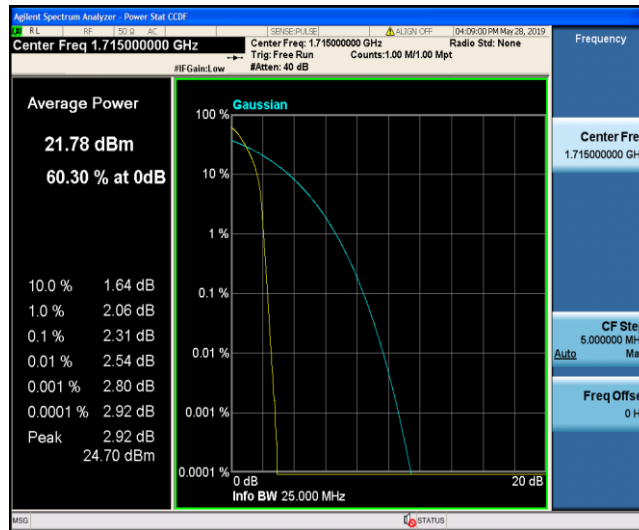 Agilent Spectrum Analyzer - Power Stat CCDF
RL RF 50 Ω AC SENSE:PULSE ALIGN OFF 04:09:00 PM May 28, 2019
Center Freq 1.715000000 GHz
Center Freq: 1.715000000 GHz Radio Std: None
Trig: Free Run Counts:1.00 M/1.00 Mpt
#IFGain:Low #Atten: 40 dB
Frequency
Average Power
21.78 dBm
60.30 % at 0dB
10.0 % 1.64 dB
1.0 % 2.06 dB
0.1 % 2.31 dB
0.01 % 2.54 dB
0.001 % 2.80 dB
0.0001 % 2.92 dB
Peak 2.92 dB
24.70 dBm
Gaussian
100 %
10 %
1 %
0.1 %
0.01 %
0.001 %
0.0001 %
0 dB 20 dB
Info BW 25.000 MHz
Center Fre
1.715000000 GH
CF Ste
5.000000 MH
Auto Ma
Freq Offse
0 H
MSG STATUS